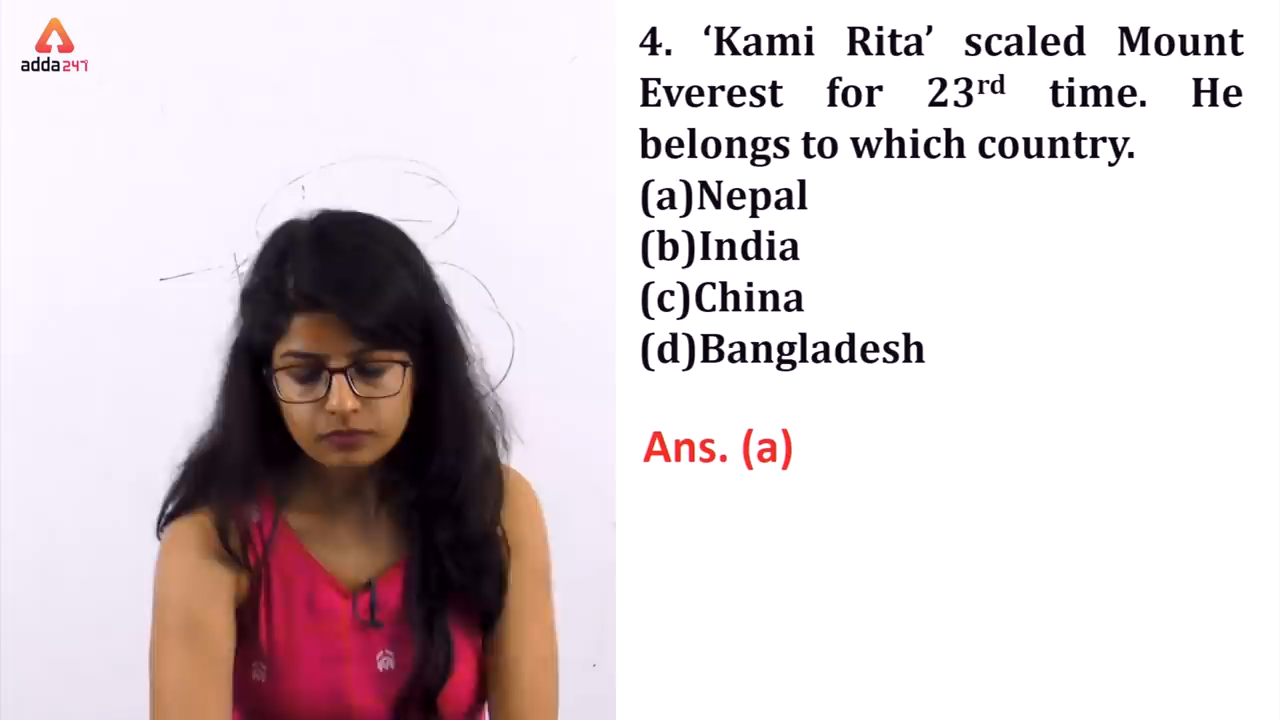 adda247
4. ‘Kami Rita’ scaled Mount
Everest for 23rd time. He
belongs to which country.
(a)Nepal
(b)India
(c)China
(d)Bangladesh
Ans. (a)